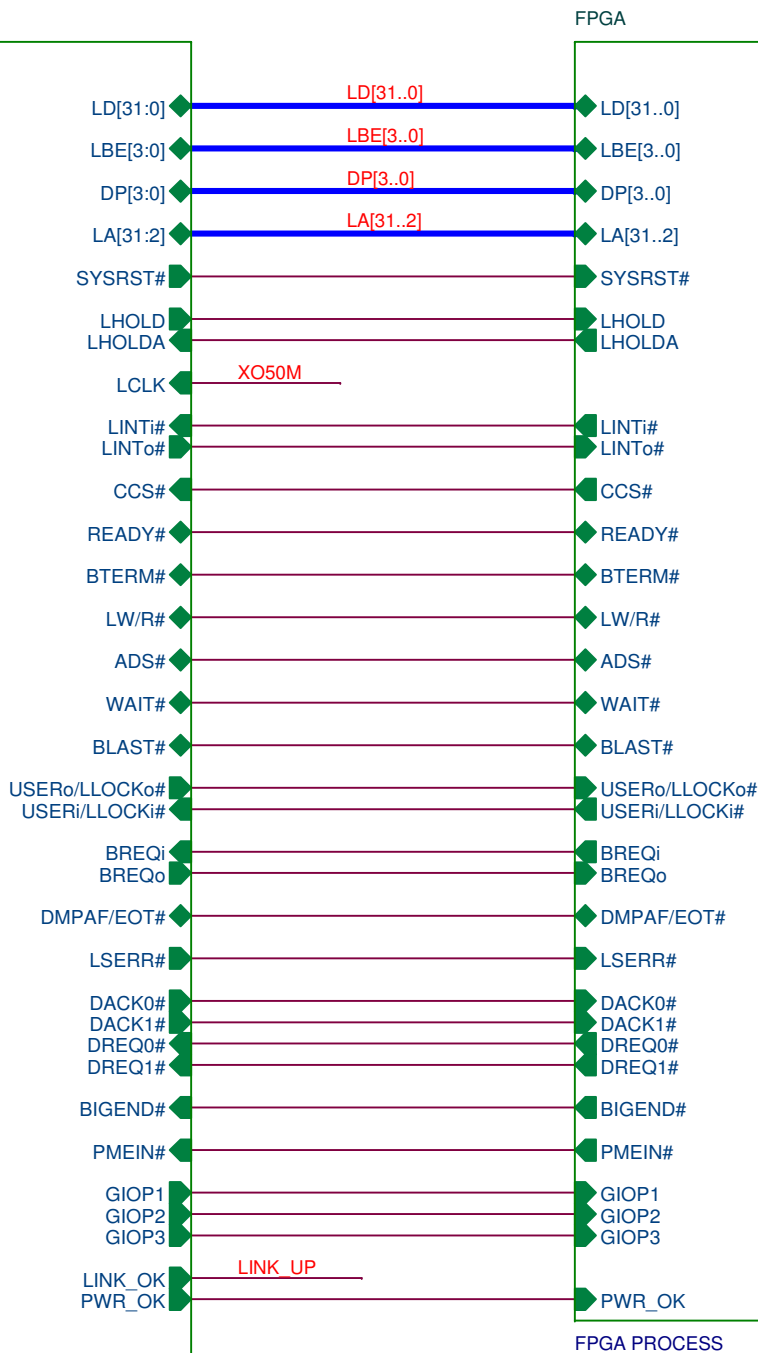 FPGA
LD[31:0] LD[31..0] LD[31..0]
LBE[3:0] LBE[3..0] LBE[3..0]
DP[3:0] DP[3..0] DP[3..0]
LA[31:2] LA[31..2] LA[31..2]
SYSRST# SYSRST#
LHOLD LHOLD
LHOLDA LHOLDA
LCLK XO50M
LINTi# LINTi#
LINTo# LINTo#
CCS# CCS#
READY# READY#
BTERM# BTERM#
LW/R# LW/R#
ADS# ADS#
WAIT# WAIT#
BLAST# BLAST#
USERo/LLOCKo# USERo/LLOCKo#
USERi/LLOCKi# USERi/LLOCKi#
BREQi BREQi
BREQo BREQo
DMPAF/EOT# DMPAF/EOT#
LSERR# LSERR#
DACK0# DACK0#
DACK1# DACK1#
DREQ0# DREQ0#
DREQ1# DREQ1#
BIGEND# BIGEND#
PMEIN# PMEIN#
GIOP1 GIOP1
GIOP2 GIOP2
GIOP3 GIOP3
LINK_OK LINK_UP
PWR_OK PWR_OK
FPGA PROCESS